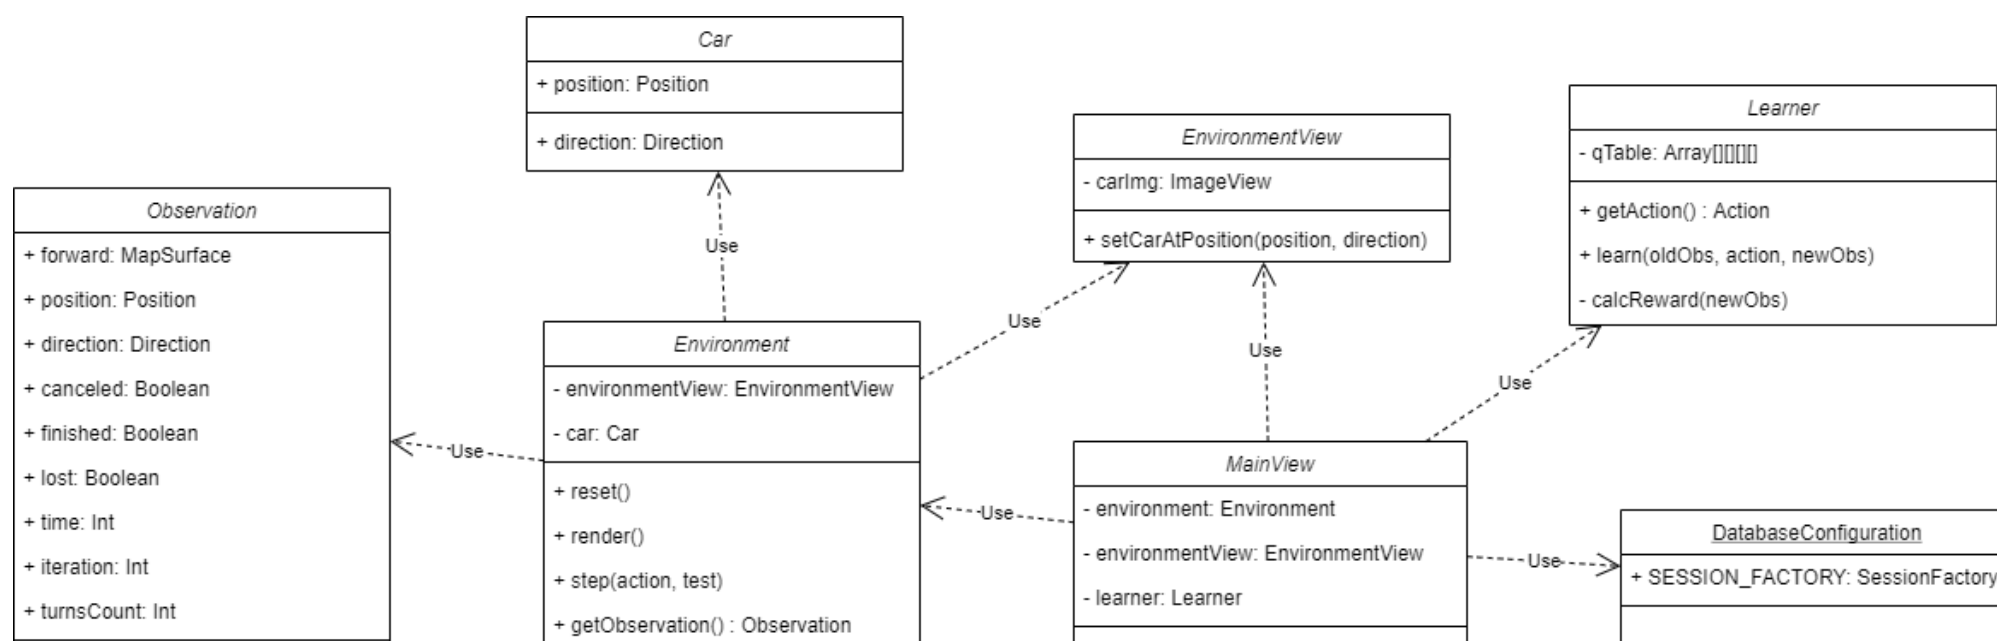 Car
+ position: Position
+ direction: Direction
EnvironmentView
- carImg: ImageView
+ setCarAtPosition(position, direction)
Learner
- qTable: Array[][][][]
+ getAction() : Action
+ learn(oldObs, action, newObs)
- calcReward(newObs)
Observation
+ forward: MapSurface
+ position: Position
+ direction: Direction
+ canceled: Boolean
+ finished: Boolean
+ lost: Boolean
+ time: Int
+ iteration: Int
+ turnsCount: Int
Use
Use
Use
Use
Environment
- environmentView: EnvironmentView
- car: Car
+ reset()
+ render()
+ step(action, test)
+ getObservation() : Observation
Use
Use
MainView
- environment: Environment
- environmentView: EnvironmentView
- learner: Learner
Use
DatabaseConfiguration
+ SESSION_FACTORY: SessionFactory